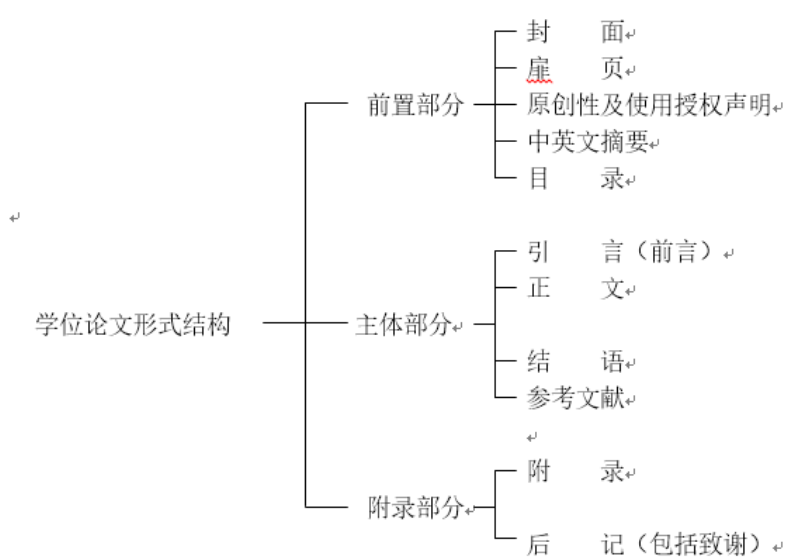 封　　面
扉　　页
前置部分
原创性及使用授权声明
中英文摘要
目　　录
引　　言（前言）
正　　文
学位论文形式结构
主体部分
结　　语
参考文献
附　　录
附录部分
后　　记（包括致谢）